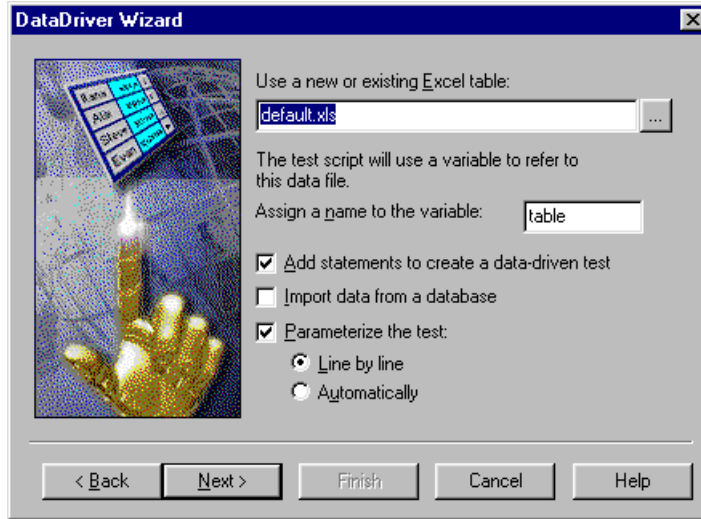 DataDriver Wizard
Use a new or existing Excel table:
default.xls
...
The test script will use a variable to refer to
this data file.
Assign a name to the variable:
table
Add statements to create a data-driven test
Import data from a database
Parameterize the test:
Line by line
Automatically
< Back
Next >
Finish
Cancel
Help